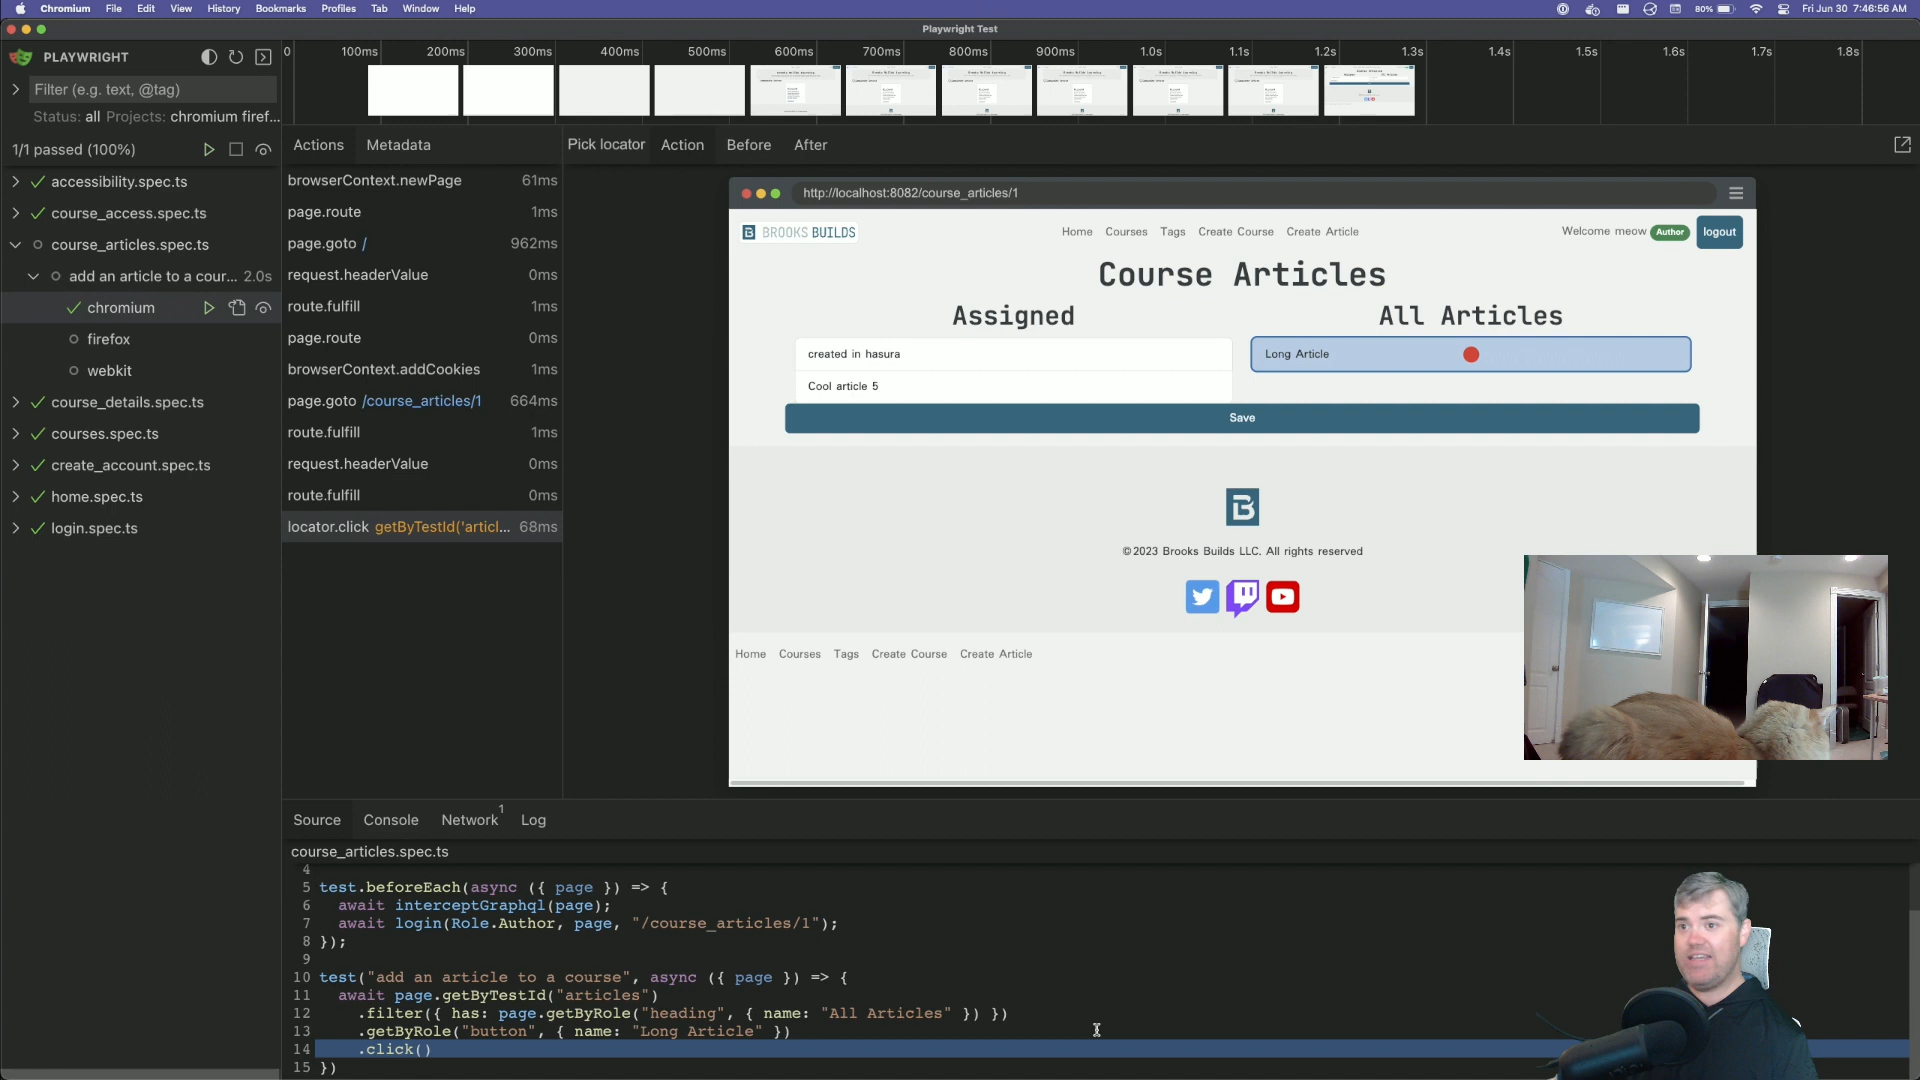 Chromium File Edit View History Bookmarks Profiles Tab Window Help
80% Fri Jun 30 7:46:56 AM
Playwright Test
PLAYWRIGHT
Filter (e.g. text, @tag)
Status: all Projects: chromium firef...
1/1 passed (100%)
accessibility.spec.ts
course_access.spec.ts
course_articles.spec.ts
add an article to a cour... 2.0s
chromium
firefox
webkit
course_details.spec.ts
courses.spec.ts
create_account.spec.ts
home.spec.ts
login.spec.ts
0 100ms 200ms 300ms 400ms 500ms 600ms 700ms 800ms 900ms 1.0s 1.1s 1.2s 1.3s 1.4s 1.5s 1.6s 1.7s 1.8s
Actions Metadata
browserContext.newPage 61ms
page.route 1ms
page.goto / 962ms
request.headerValue 0ms
route.fulfill 1ms
page.route 0ms
browserContext.addCookies 1ms
page.goto /course_articles/1 664ms
route.fulfill 1ms
request.headerValue 0ms
route.fulfill 0ms
locator.click getByTestId('articl... 68ms
Pick locator Action Before After
http://localhost:8082/course_articles/1
B BROOKS BUILDS
Home Courses Tags Create Course Create Article
Welcome meow Author logout
Course Articles
Assigned
created in hasura
Cool article 5
All Articles
Long Article
Save
B
©2023 Brooks Builds LLC. All rights reserved
Home Courses Tags Create Course Create Article
Source Console Network 1 Log
course_articles.spec.ts
4
5 test.beforeEach(async ({ page }) => {
6 await interceptGraphql(page);
7 await login(Role.Author, page, "/course_articles/1");
8 });
9
10 test("add an article to a course", async ({ page }) => {
11 await page.getByTestId("articles")
12 .filter({ has: page.getByRole("heading", { name: "All Articles" }) })
13 .getByRole("button", { name: "Long Article" })
14 .click()
15 })